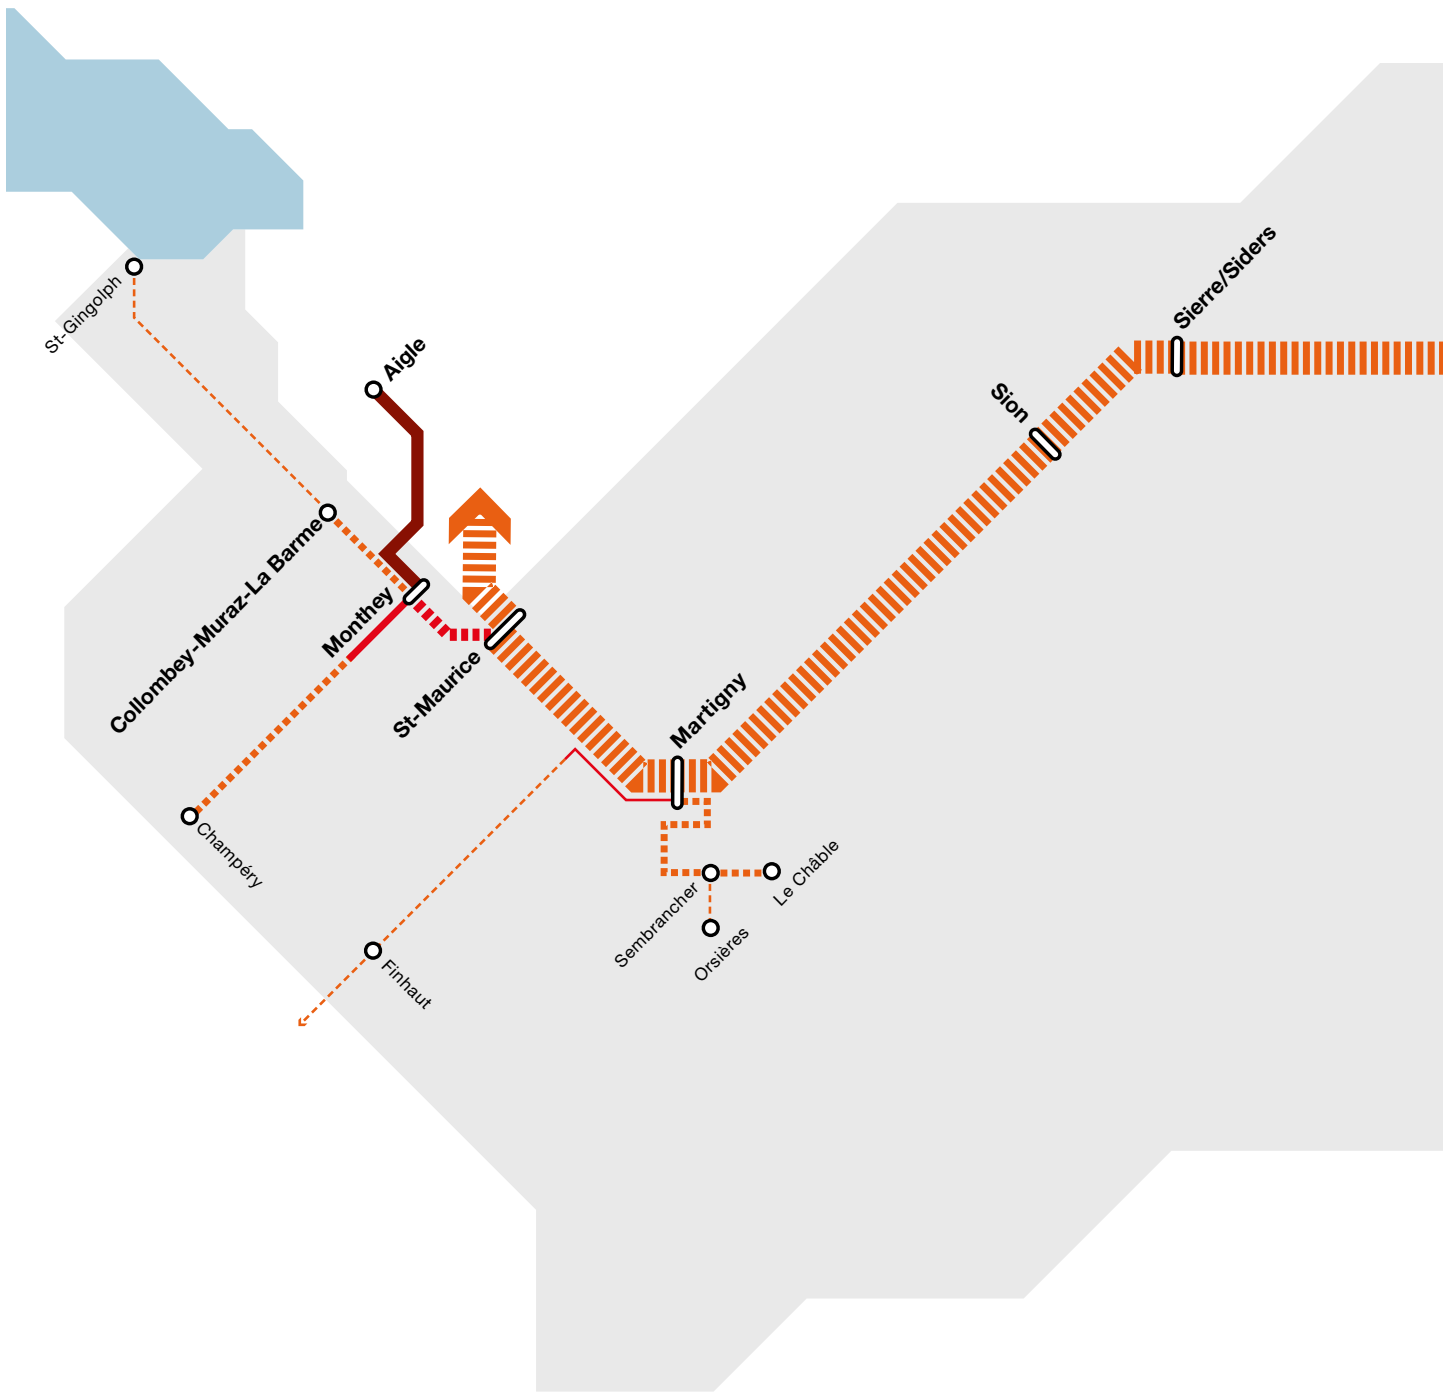 Sierre/Siders
St-Gingolph
Aigle
Sion
Collombey-Muraz-La Barme
Monthey
St-Maurice
Martigny
Champéry
Le Châble
Sembrancher
Orsières
Finhaut